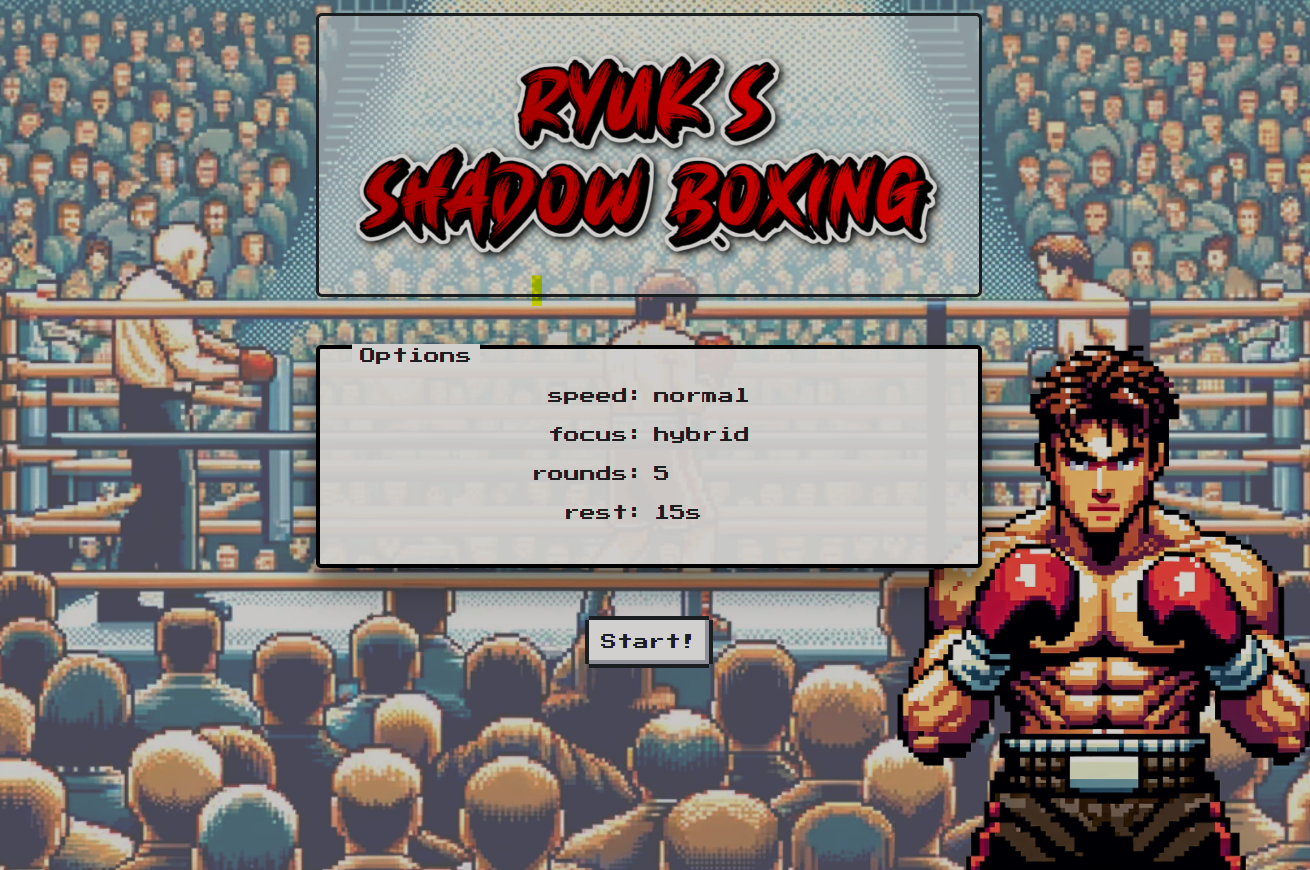 RYUK S
SHADOW BOXING
Options
speed: normal
focus: hybrid
rounds: 5
rest: 15s
Start!